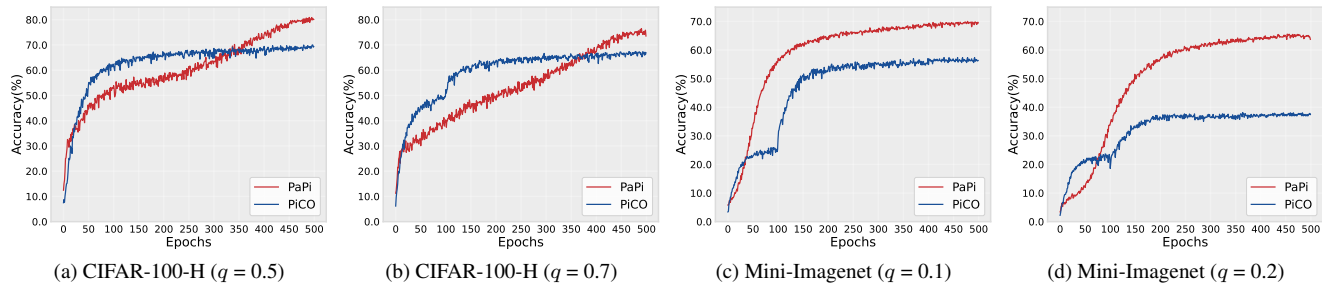 80.0
70.0
60.0
50.0
40.0
30.0
20.0
10.0
0.0
Accuracy(%)
0 50 100 150 200 250 300 350 400 450 500
Epochs
PaPi
PiCO
(a) CIFAR-100-H (q = 0.5)
80.0
70.0
60.0
50.0
40.0
30.0
20.0
10.0
0.0
Accuracy(%)
0 50 100 150 200 250 300 350 400 450 500
Epochs
PaPi
PiCO
(b) CIFAR-100-H (q = 0.7)
70.0
60.0
50.0
40.0
30.0
20.0
10.0
0.0
Accuracy(%)
0 50 100 150 200 250 300 350 400 450 500
Epochs
PaPi
PiCO
(c) Mini-Imagenet (q = 0.1)
70.0
60.0
50.0
40.0
30.0
20.0
10.0
0.0
Accuracy(%)
0 50 100 150 200 250 300 350 400 450 500
Epochs
PaPi
PiCO
(d) Mini-Imagenet (q = 0.2)